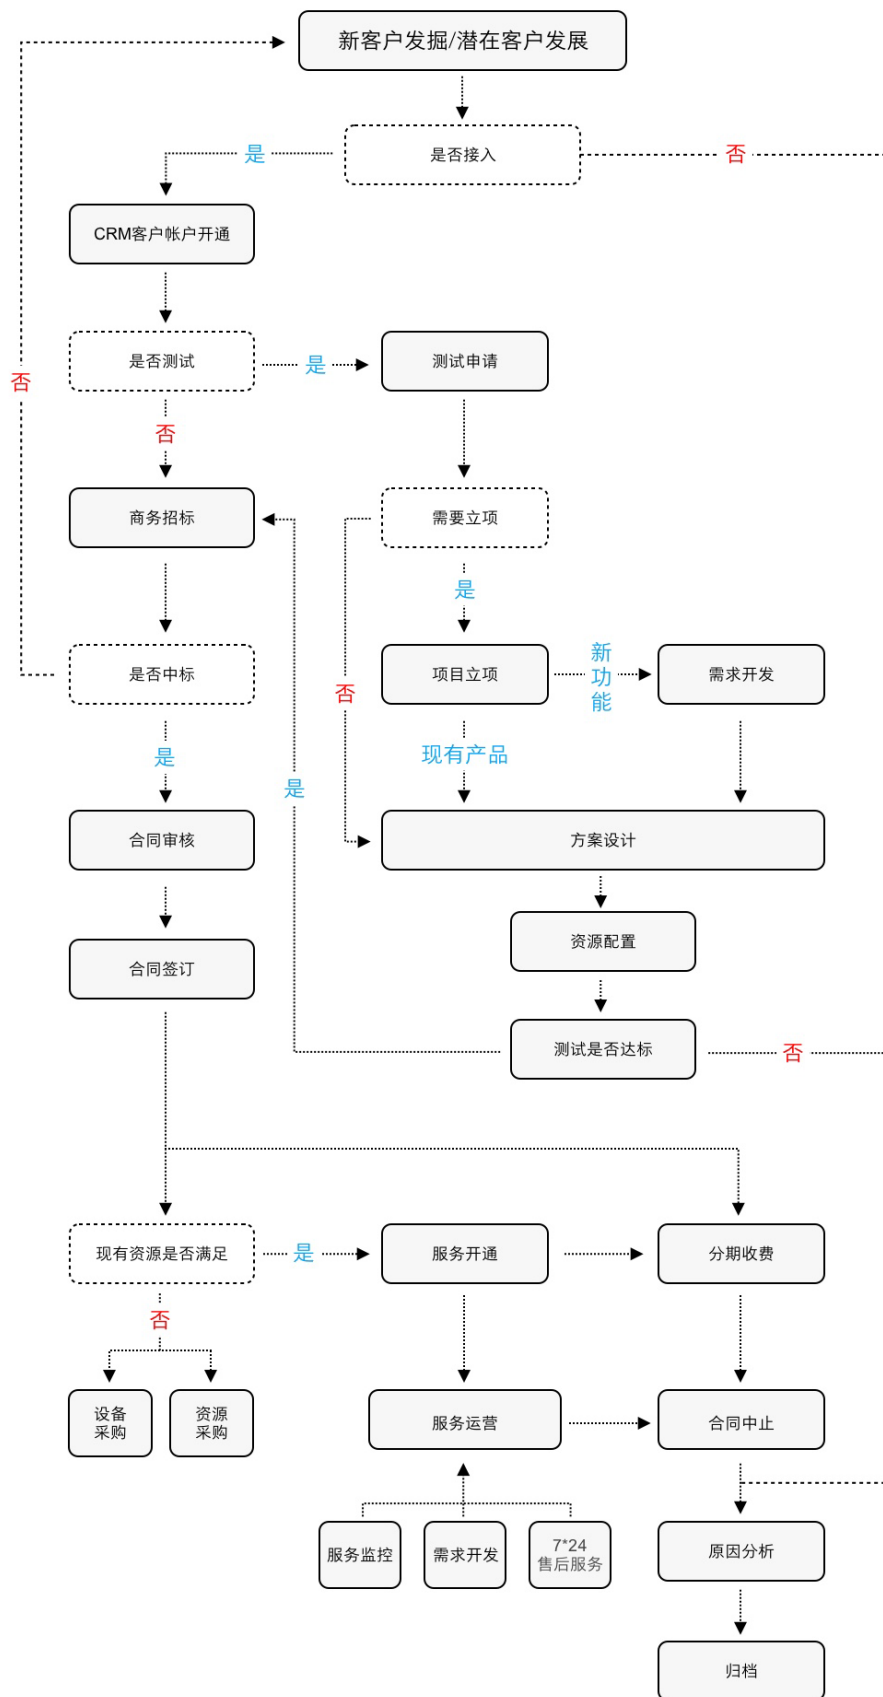 新客户发掘/潜在客户发展
是否接入
是
否
CRM客户帐户开通
是否测试
是
测试申请
否
否
商务招标
需要立项
是
是否中标
项目立项
新
功
能
需求开发
否
是
现有产品
是
合同审核
方案设计
资源配置
合同签订
测试是否达标
否
现有资源是否满足
是
服务开通
分期收费
否
设备
采购
资源
采购
服务运营
合同中止
服务监控
需求开发
7*24
售后服务
原因分析
归档